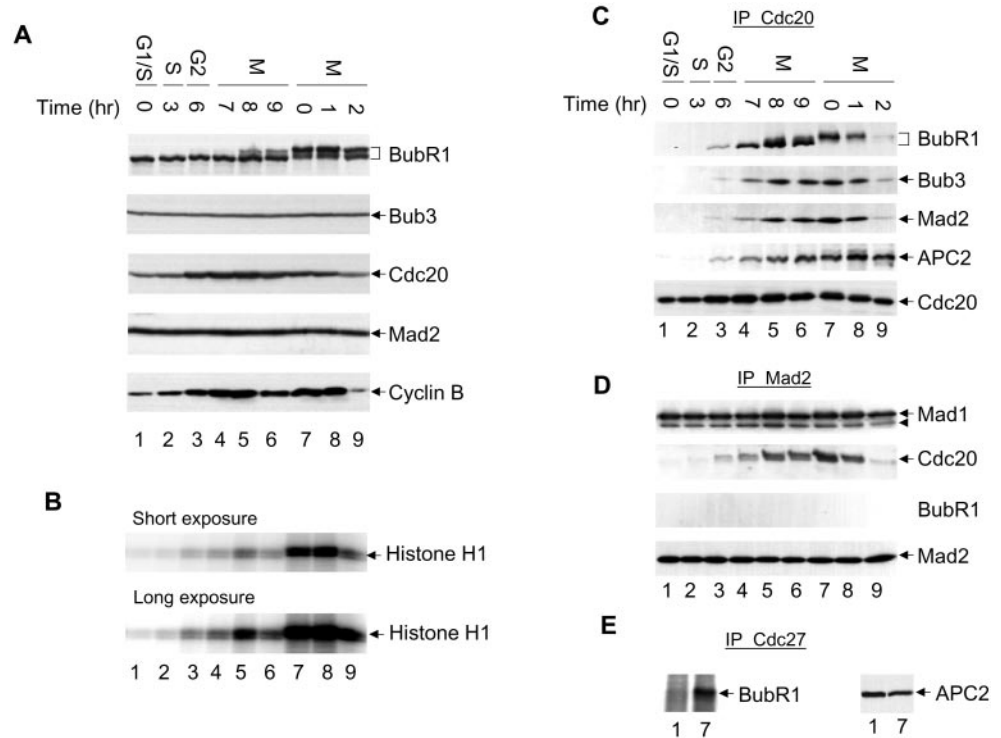 A
G1/S S G2 M M
Time (hr) 0 3 6 7 8 9 0 1 2
BubR1
Bub3
Cdc20
Mad2
Cyclin B
1 2 3 4 5 6 7 8 9
B
Short exposure
Histone H1
Long exposure
Histone H1
1 2 3 4 5 6 7 8 9
C
IP Cdc20
G1/S S G2 M M
Time (hr) 0 3 6 7 8 9 0 1 2
BubR1
Bub3
Mad2
APC2
Cdc20
1 2 3 4 5 6 7 8 9
D
IP Mad2
Mad1
Cdc20
BubR1
Mad2
1 2 3 4 5 6 7 8 9
E
IP Cdc27
BubR1
APC2
1 7
1 7